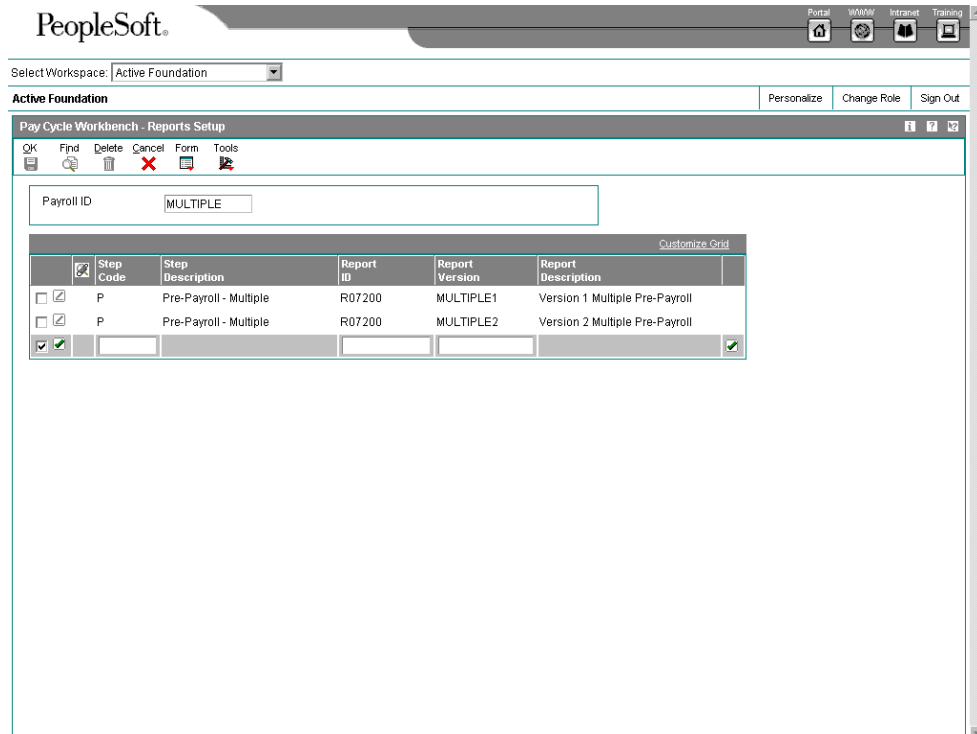 PeopleSoft®
Portal WWW Intranet Training
Select Workspace: Active Foundation
Active Foundation
Personalize Change Role Sign Out
Pay Cycle Workbench - Reports Setup
OK Find Delete Cancel Form Tools
Payroll ID MULTIPLE
Customize Grid
Step Code Step Description Report ID Report Version Report Description
P Pre-Payroll - Multiple R07200 MULTIPLE1 Version 1 Multiple Pre-Payroll
P Pre-Payroll - Multiple R07200 MULTIPLE2 Version 2 Multiple Pre-Payroll